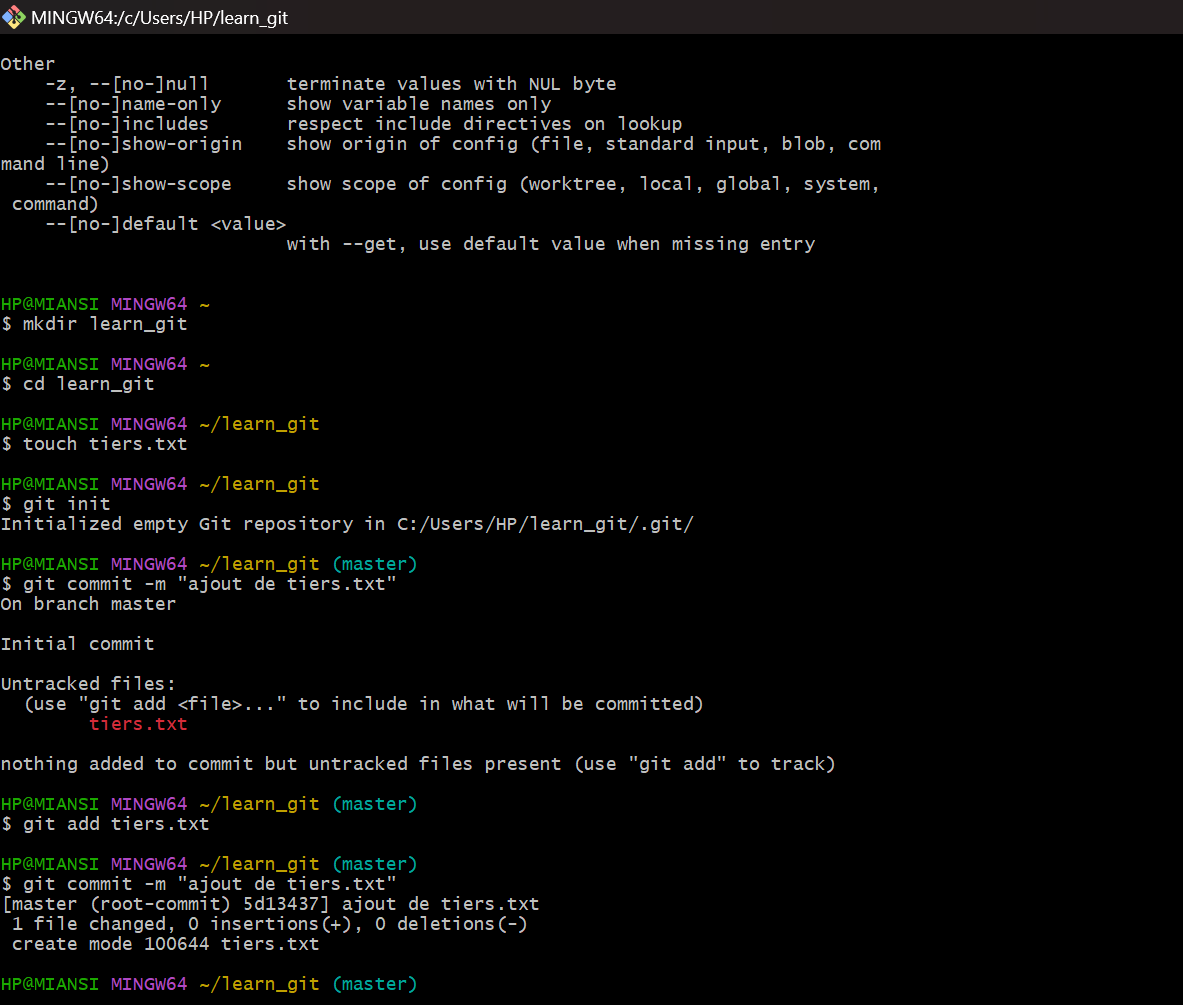 MINGW64:/c/Users/HP/learn_git
Other
    -z, --[no-]null       terminate values with NUL byte
    --[no-]name-only      show variable names only
    --[no-]includes       respect include directives on lookup
    --[no-]show-origin    show origin of config (file, standard input, blob, com
mand line)
    --[no-]show-scope     show scope of config (worktree, local, global, system,
 command)
    --[no-]default <value>
                          with --get, use default value when missing entry
HP@MIANSI MINGW64 ~
$ mkdir learn_git
HP@MIANSI MINGW64 ~
$ cd learn_git
HP@MIANSI MINGW64 ~/learn_git
$ touch tiers.txt
HP@MIANSI MINGW64 ~/learn_git
$ git init
Initialized empty Git repository in C:/Users/HP/learn_git/.git/
HP@MIANSI MINGW64 ~/learn_git (master)
$ git commit -m "ajout de tiers.txt"
On branch master
Initial commit
Untracked files:
  (use "git add <file>..." to include in what will be committed)
        tiers.txt
nothing added to commit but untracked files present (use "git add" to track)
HP@MIANSI MINGW64 ~/learn_git (master)
$ git add tiers.txt
HP@MIANSI MINGW64 ~/learn_git (master)
$ git commit -m "ajout de tiers.txt"
[master (root-commit) 5d13437] ajout de tiers.txt
 1 file changed, 0 insertions(+), 0 deletions(-)
 create mode 100644 tiers.txt
HP@MIANSI MINGW64 ~/learn_git (master)